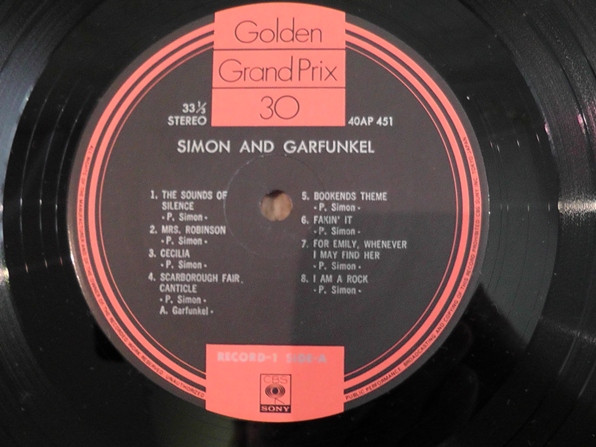 Golden
Grand Prix
30
33⅓
STEREO
40AP 451
SIMON AND GARFUNKEL
1. THE SOUNDS OF
SILENCE
• P. Simon •
2. MRS. ROBINSON
• P. Simon •
3. CECILIA
• P. Simon •
4. SCARBOROUGH FAIR,
CANTICLE
• P. Simon •
A. Garfunkel •
5. BOOKENDS THEME
• P. Simon •
6. FAKIN' IT
• P. Simon •
7. FOR EMILY, WHENEVER
I MAY FIND HER
• P. Simon •
8. I AM A ROCK
• P. Simon •
RECORD-1 SIDE-A
CBS
SONY